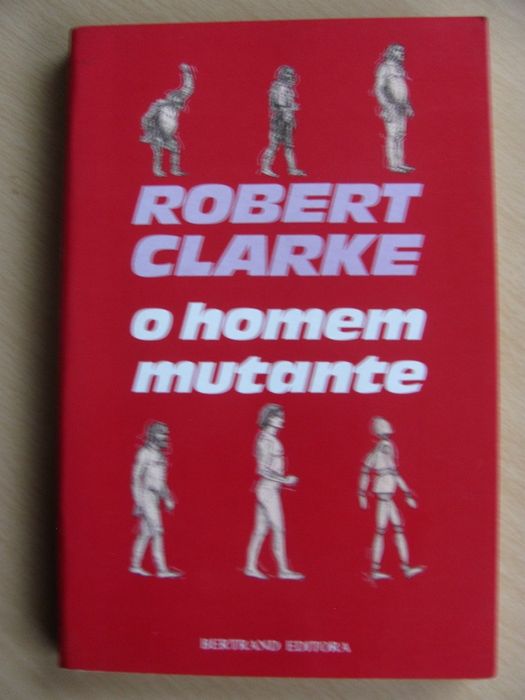 ROBERT
CLARKE
o homem
mutante
BERTRAND EDITORA